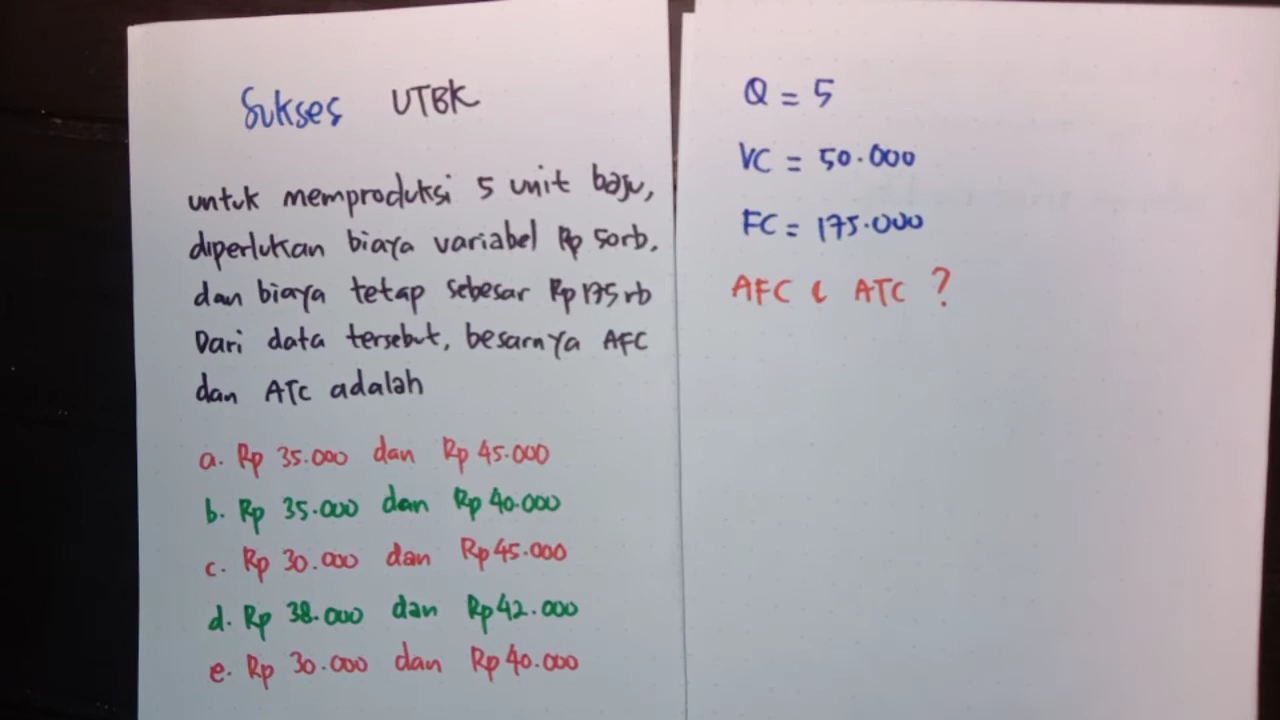 Sukses UTBK
untuk memproduksi 5 unit baju,
diperlukan biaya variabel Rp 50rb.
dan biaya tetap sebesar Rp 175rb
Dari data tersebut, besarnya AFC
dan ATC adalah
a. Rp 35.000 dan Rp 45.000
b. Rp 35.000 dan Rp 40.000
c. Rp 30.000 dan Rp 45.000
d. Rp 38.000 dan Rp 42.000
e. Rp 30.000 dan Rp 40.000
Q = 5
VC = 50.000
FC = 175.000
AFC & ATC ?